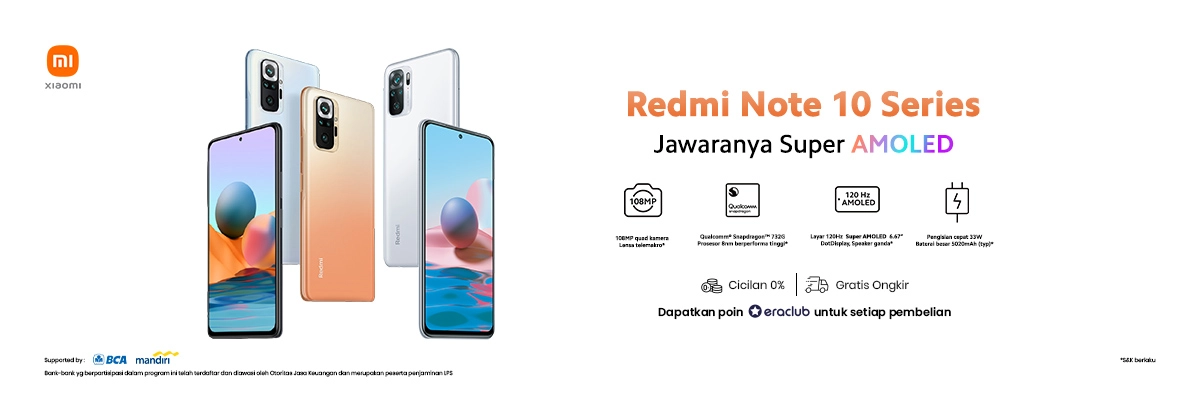 mi
xiaomi
Redmi
Redmi
Redmi Note 10 Series
Jawaranya Super AMOLED
108MP
Qualcomm
snapdragon
120 Hz
AMOLED
108MP quad kamera
Lensa telemakro*
Qualcomm® Snapdragon™ 732G
Prosesor 8nm berperforma tinggi*
Layar 120Hz Super AMOLED 6.67"
DotDisplay, Speaker ganda*
Pengisian cepat 33W
Baterai besar 5020mAh (typ)*
Cicilan 0%
Gratis Ongkir
Dapatkan poin eraclub untuk setiap pembelian
Supported by : BCA mandiri
*S&K berlaku
Bank-bank yg berpartisipasi dalam program ini telah terdaftar dan diawasi oleh Otoritas Jasa Keuangan dan merupakan peserta penjaminan LPS